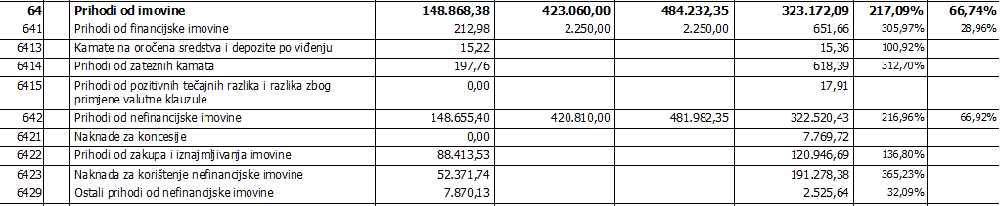 64 Prihodi od imovine 148.868,38 423.060,00 484.232,35 323.172,09 217,09% 66,74%
641 Prihodi od financijske imovine 212,98 2.250,00 2.250,00 651,66 305,97% 28,96%
6413 Kamate na oročena sredstva i depozite po viđenju 15,22 15,36 100,92%
6414 Prihodi od zateznih kamata 197,76 618,39 312,70%
6415 Prihodi od pozitivnih tečajnih razlika i razlika zbog 0,00 17,91
primjene valutne klauzule
642 Prihodi od nefinancijske imovine 148.655,40 420.810,00 481.982,35 322.520,43 216,96% 66,92%
6421 Naknade za koncesije 0,00 7.769,72
6422 Prihodi od zakupa i iznajmljivanja imovine 88.413,53 120.946,69 136,80%
6423 Naknada za korištenje nefinancijske imovine 52.371,74 191.278,38 365,23%
6429 Ostali prihodi od nefinancijske imovine 7.870,13 2.525,64 32,09%